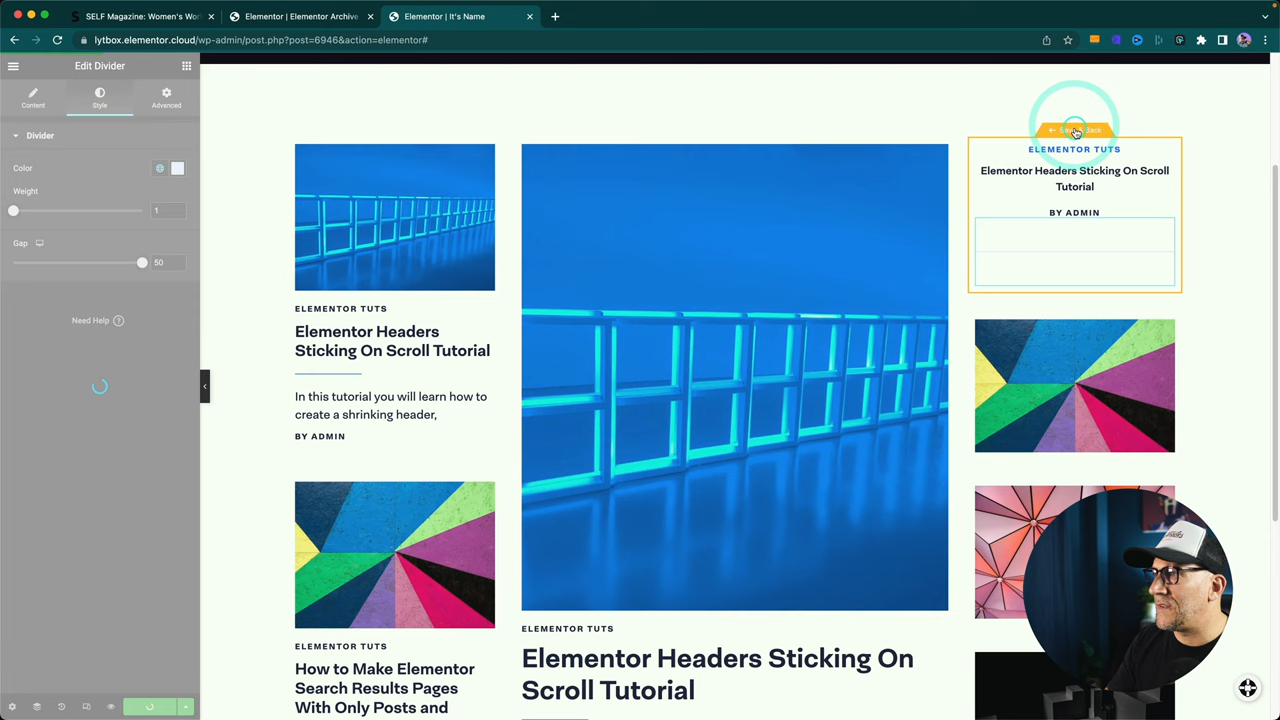 SELF Magazine: Women's Wor
Elementor | Elementor Archive
Elementor | It's Name
lytbox.elementor.cloud/wp-admin/post.php?post=6946&action=elementor#
Edit Divider
Content
Style
Advanced
Divider
Color
Weight
1
Gap
50
Need Help
ELEMENTOR TUTS
Elementor Headers
Sticking On Scroll Tutorial
In this tutorial you will learn how to
create a shrinking header,
BY ADMIN
ELEMENTOR TUTS
How to Make Elementor
Search Results Pages
With Only Posts and
ELEMENTOR TUTS
Elementor Headers Sticking On
Scroll Tutorial
Back
ELEMENTOR TUTS
Elementor Headers Sticking On Scroll
Tutorial
BY ADMIN